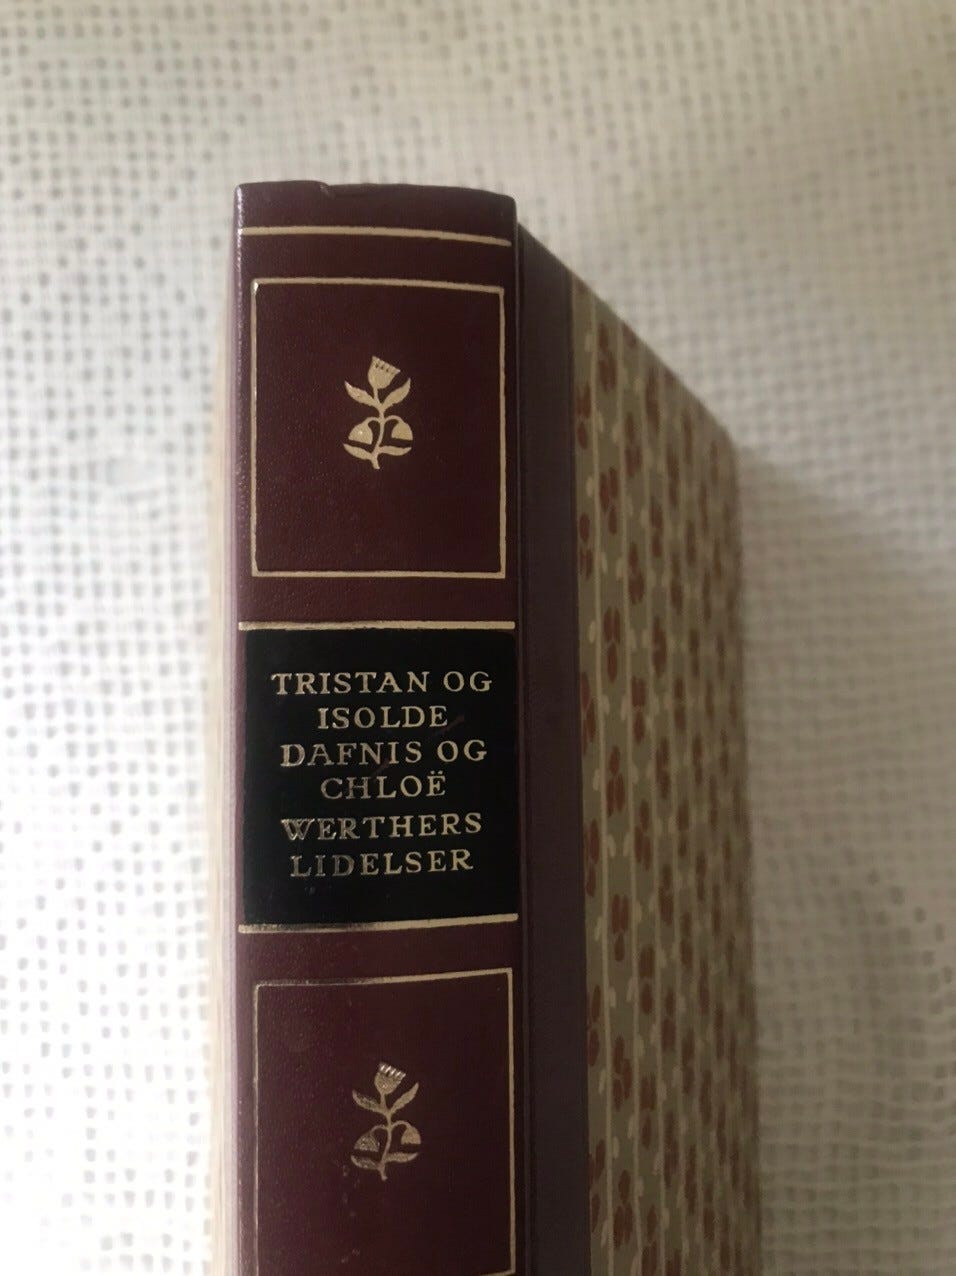 TRISTAN OG
ISOLDE
DAFNIS OG
CHLOË
WERTHERS
LIDELSER